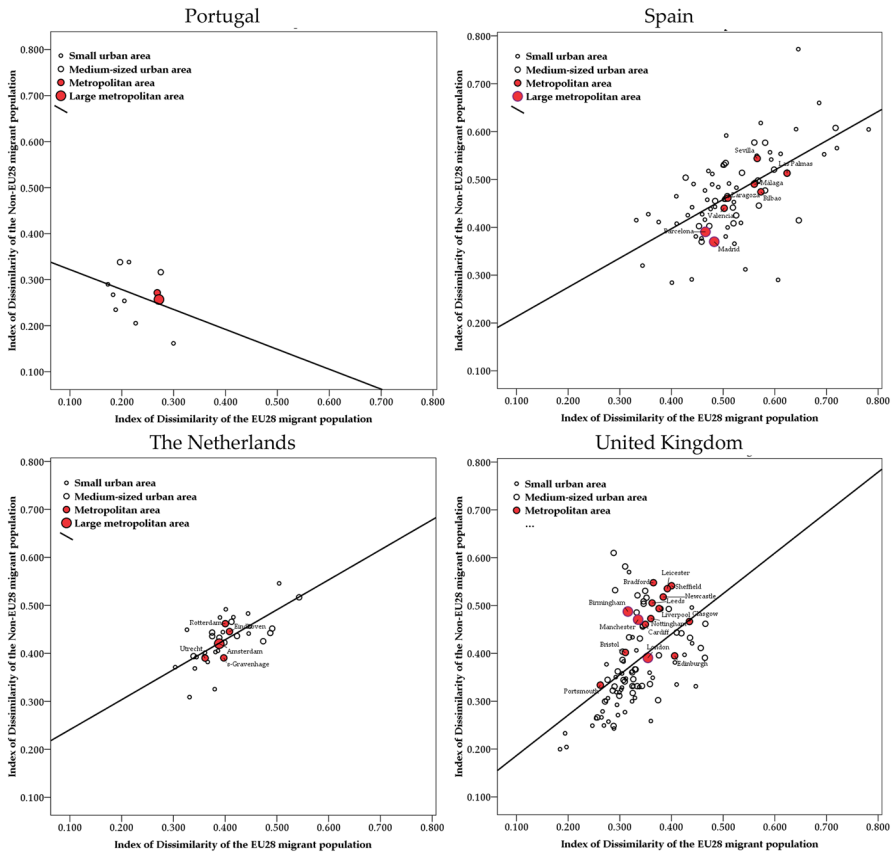 Portugal
Index of Dissimilarity of the Non-EU28 migrant population
0.800
0.700
0.600
0.500
0.400
0.300
0.200
0.100
Small urban area
Medium-sized urban area
Metropolitan area
Large metropolitan area
0.100 0.200 0.300 0.400 0.500 0.600 0.700 0.800
Index of Dissimilarity of the EU28 migrant population
Spain
Index of Dissimilarity of the Non-EU28 migrant population
0.800
0.700
0.600
0.500
0.400
0.300
0.200
0.100
Small urban area
Medium-sized urban area
Metropolitan area
Large metropolitan area
Sevilla
Las Palmas
Málaga
Zaragoza
Bilbao
Valencia
Barcelona
Madrid
0.100 0.200 0.300 0.400 0.500 0.600 0.700 0.800
Index of Dissimilarity of the EU28 migrant population
The Netherlands
Index of Dissimilarity of the Non-EU28 migrant population
0.800
0.700
0.600
0.500
0.400
0.300
0.200
0.100
Small urban area
Medium-sized urban area
Metropolitan area
Large metropolitan area
Rotterdam
Eindhoven
Utrecht
Amsterdam
s-Gravenhage
0.100 0.200 0.300 0.400 0.500 0.600 0.700 0.800
Index of Dissimilarity of the EU28 migrant population
United Kingdom
Index of Dissimilarity of the Non-EU28 migrant population
0.800
0.700
0.600
0.500
0.400
0.300
0.200
0.100
Small urban area
Medium-sized urban area
Metropolitan area
...
Leicester
Bradford
Sheffield
Newcastle
Birmingham
Leeds
Liverpool
Glasgow
Manchester
Nottingham
Cardiff
Bristol
London
Edinburgh
Portsmouth
0.100 0.200 0.300 0.400 0.500 0.600 0.700 0.800
Index of Dissimilarity of the EU28 migrant population